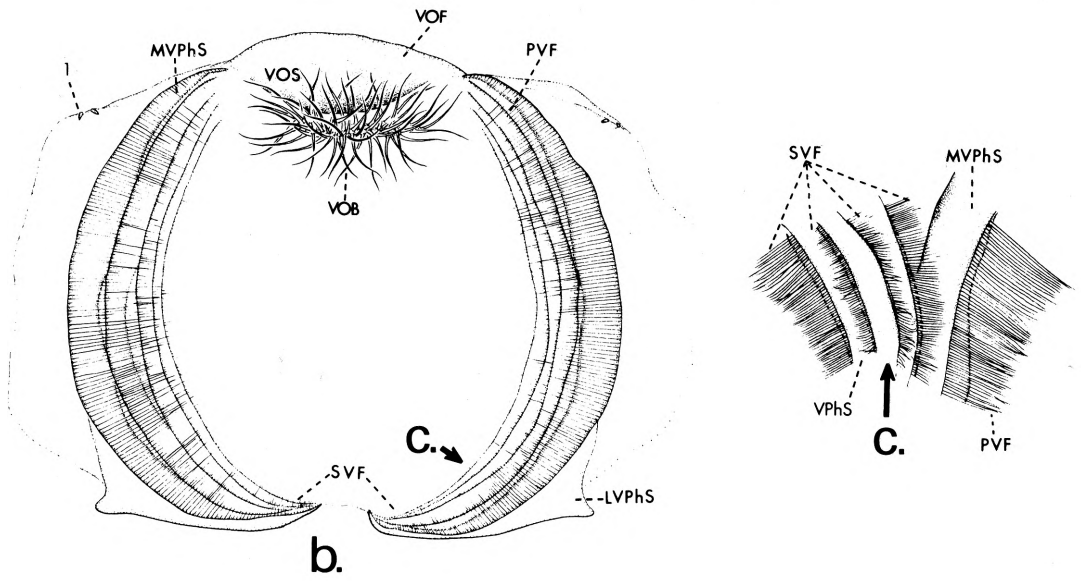 VOF
MVPhS
PVF
1
VOS
VOB
C.
SVF
LVPhS
b.
SVF
MVPhS
VPhS
C.
PVF